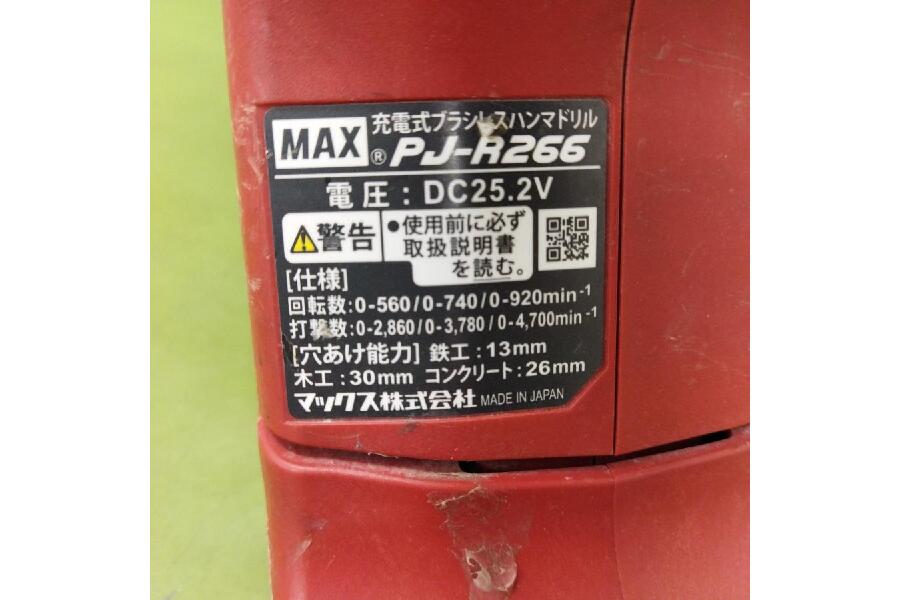 MAX® 充電式ブラシレスハンマドリル
PJ-R266
電圧:DC25.2V
警告
●使用前に必ず
取扱説明書
を読む。
[仕様]
回転数:0-560/0-740/0-920min-1
打撃数:0-2,860/0-3,780/0-4,700min-1
[穴あけ能力] 鉄工:13mm
木工:30mm コンクリート:26mm
マックス株式会社 MADE IN JAPAN